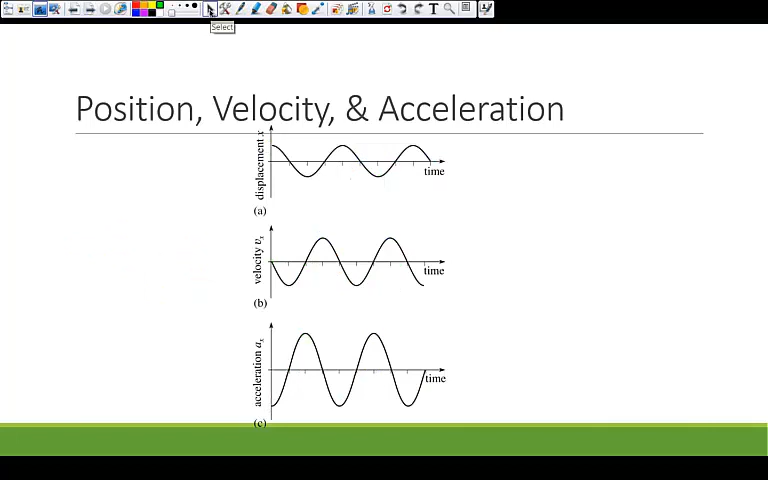 Select
Position, Velocity, & Acceleration
displacement x
time
(a)
velocity vx
time
(b)
acceleration ax
time
(c)